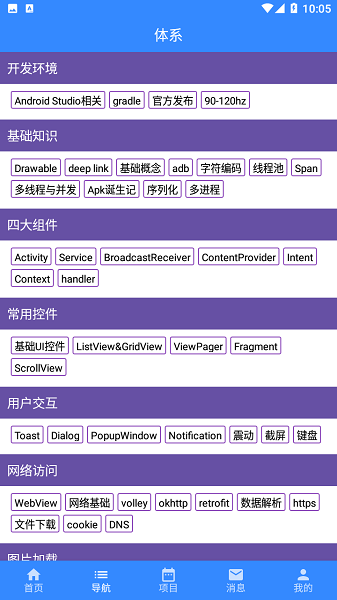 10:05
体系
开发环境
Android Studio相关 gradle 官方发布 90-120hz
基础知识
Drawable deep link 基础概念 adb 字符编码 线程池 Span
多线程与并发 Apk诞生记 序列化 多进程
四大组件
Activity Service BroadcastReceiver ContentProvider Intent
Context handler
常用控件
基础UI控件 ListView&GridView ViewPager Fragment
ScrollView
用户交互
Toast Dialog PopupWindow Notification 震动 截屏 键盘
网络访问
WebView 网络基础 volley okhttp retrofit 数据解析 https
文件下载 cookie DNS
图片加载
首页 导航 项目 消息 我的